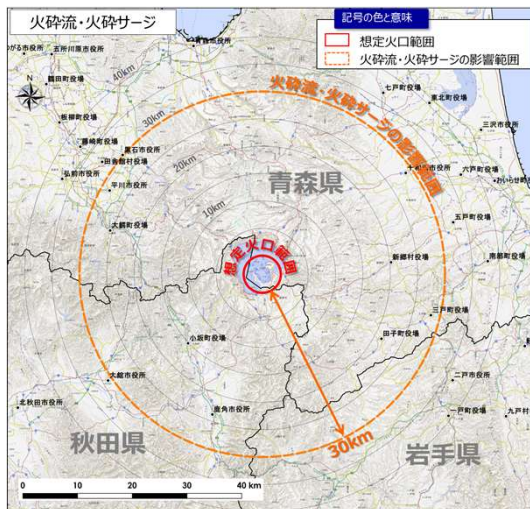 火砕流・火砕サージ
記号の色と意味
想定火口範囲
火砕流・火砕サージの影響範囲
N
40km
30km
20km
10km
火砕流・火砕サージの影響範囲
青森県
想定火口範囲
秋田県
岩手県
30km
五所川原市役所
鶴田町役場
板柳町役場
藤崎町役場
黒石市役所
田舎館村役場
弘前市役所
平川市役所
大鰐町役場
七戸町役場
東北町役場
三沢市役所
六戸町役場
おいらせ町役場
五戸町役場
新郷村役場
三戸町役場
田子町役場
小坂町役場
大館市役所
北秋田市役所
鹿角市役所
二戸市役所
一戸町役場
九戸村
0 10 20 30 40 km